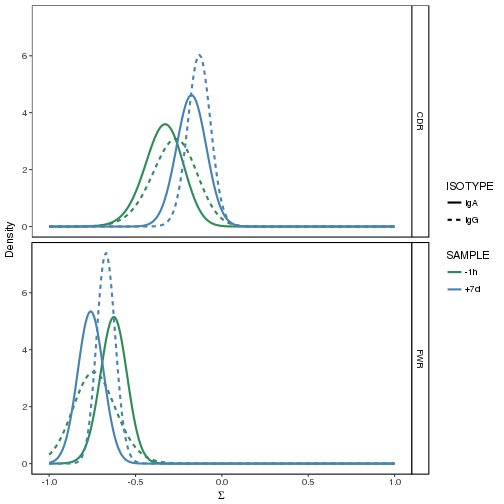 Density
6
4
2
0
CDR
6
4
2
0
FWR
-1.0
-0.5
0.0
0.5
1.0
Σ
ISOTYPE
IgA
IgG
SAMPLE
-1h
+7d